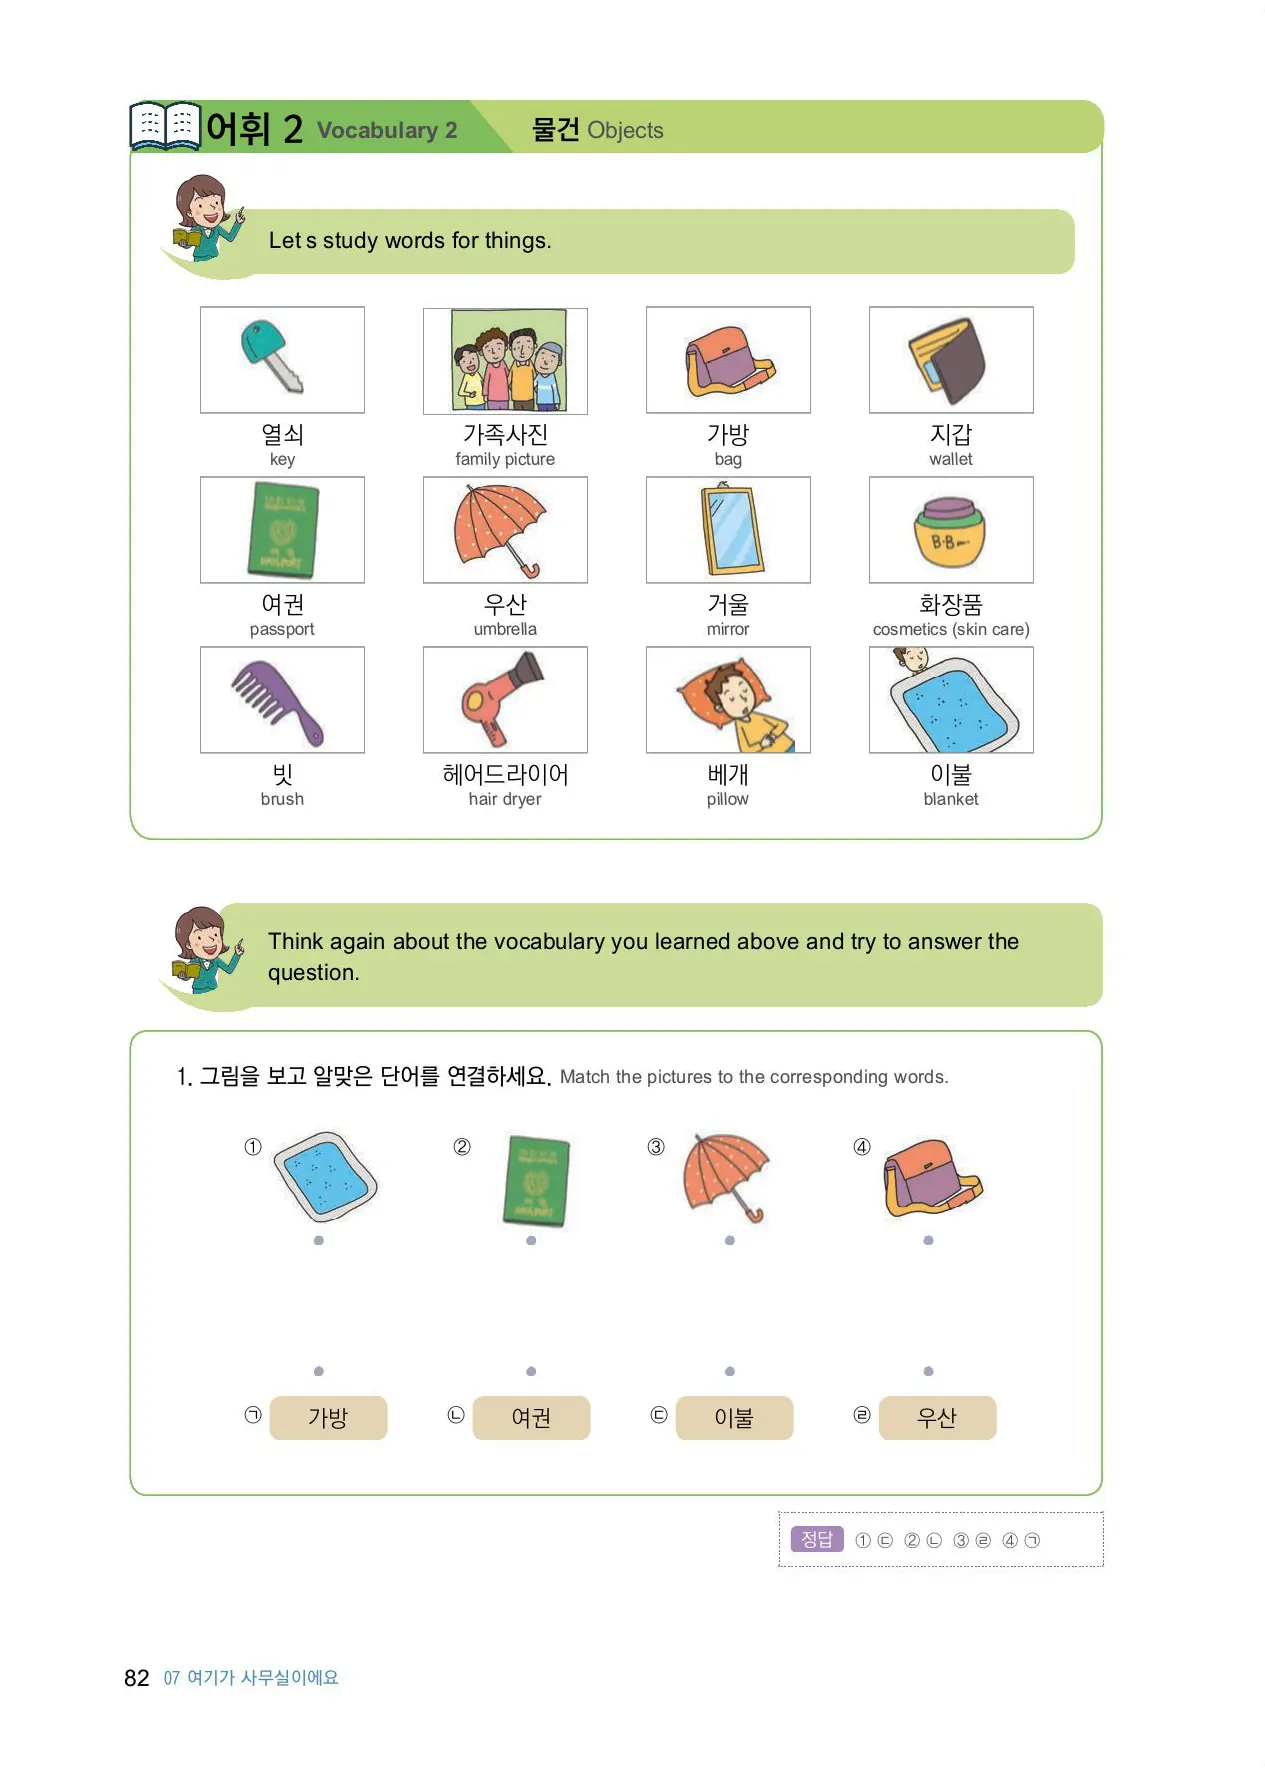 어휘 2 Vocabulary 2 물건 Objects
Let s study words for things.
열쇠 가족사진 가방 지갑
key family picture bag wallet
여권 우산 거울 화장품
passport umbrella mirror cosmetics (skin care)
B·B
빗 헤어드라이어 베개 이불
brush hair dryer pillow blanket
Think again about the vocabulary you learned above and try to answer the
question.
1. 그림을 보고 알맞은 단어를 연결하세요. Match the pictures to the corresponding words.
① ② ③ ④
㉠ 가방 ㉡ 여권 ㉢ 이불 ㉣ 우산
정답 ① ㉢ ② ㉡ ③ ㉣ ④ ㉠
82 07 여기가 사무실이에요